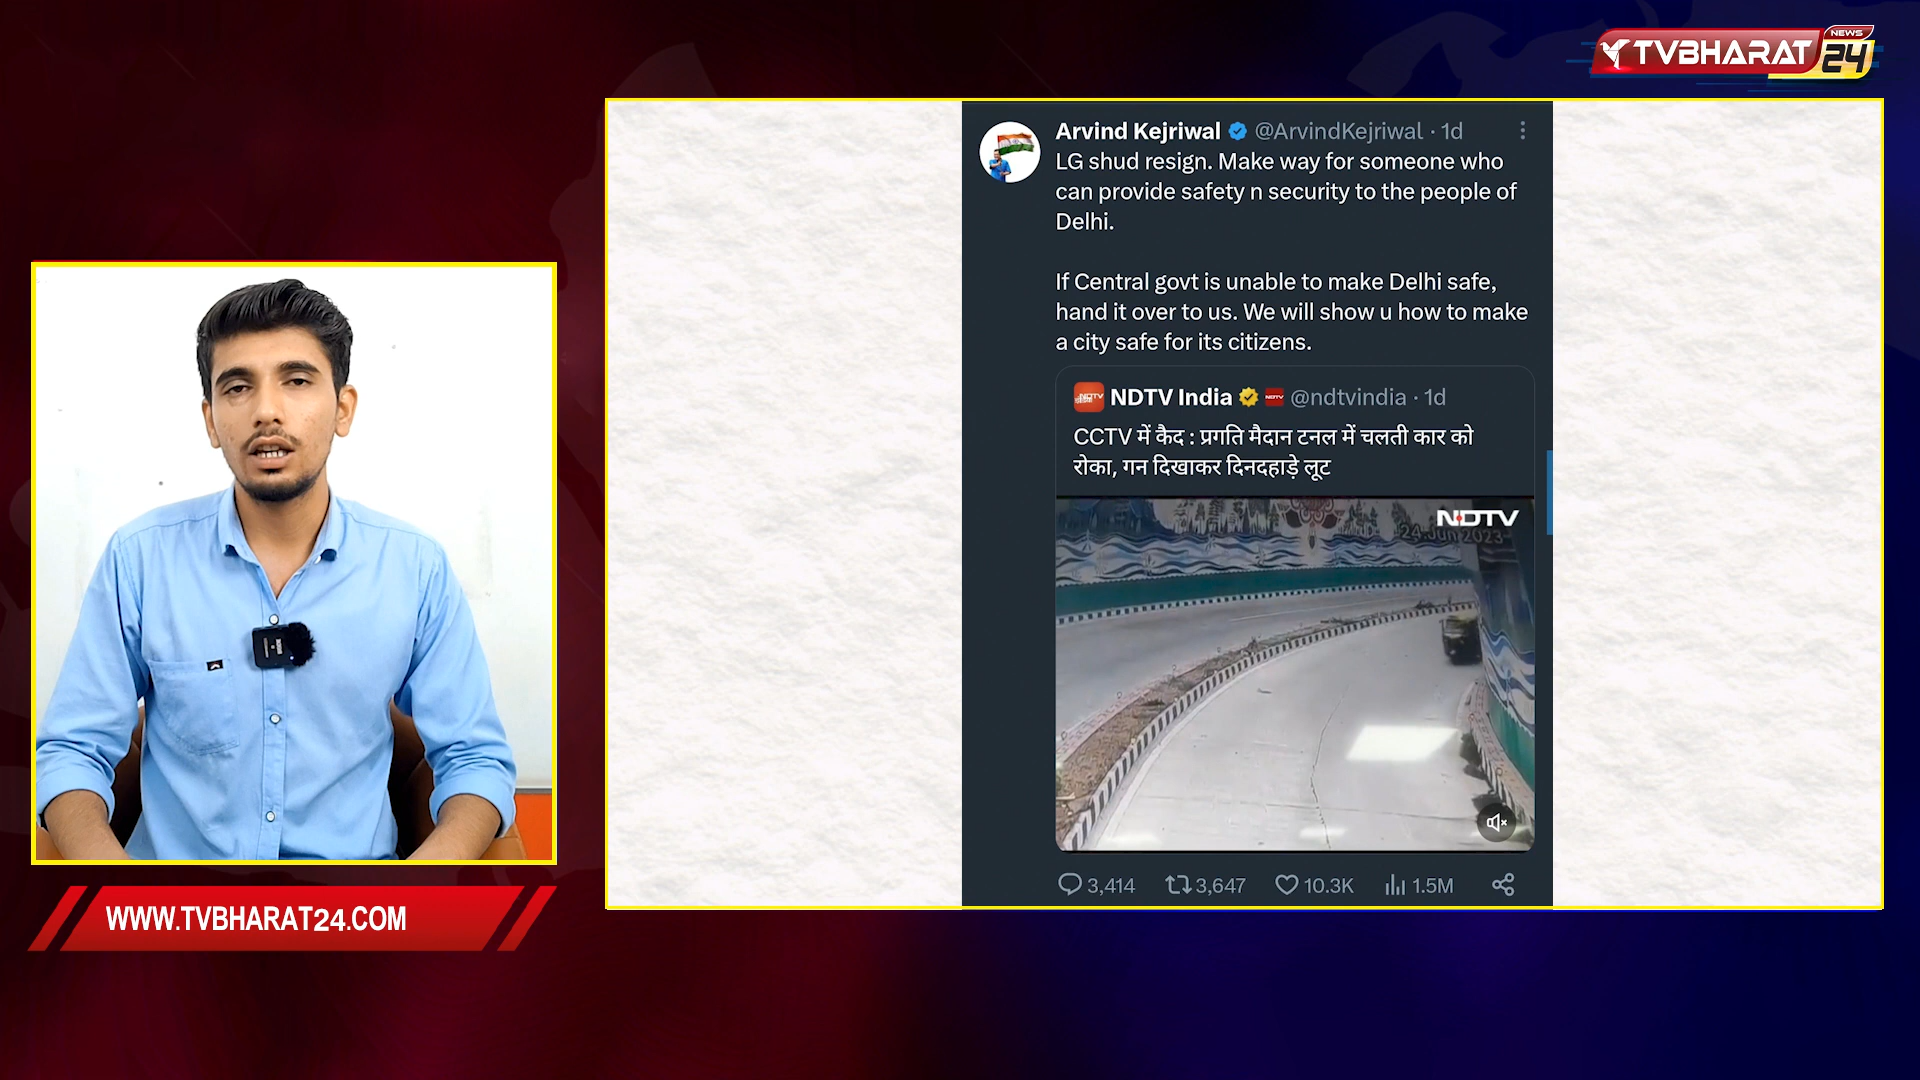 NEWS
TVBHARAT 24
Arvind Kejriwal @ArvindKejriwal · 1d
LG shud resign. Make way for someone who
can provide safety n security to the people of
Delhi.
If Central govt is unable to make Delhi safe,
hand it over to us. We will show u how to make
a city safe for its citizens.
NDTV India NDTV @ndtvindia · 1d
CCTV में कैद : प्रगति मैदान टनल में चलती कार को
रोका, गन दिखाकर दिनदहाड़े लूट
NDTV
24 Jun 2023
3,414 3,647 10.3K 1.5M
WWW.TVBHARAT24.COM